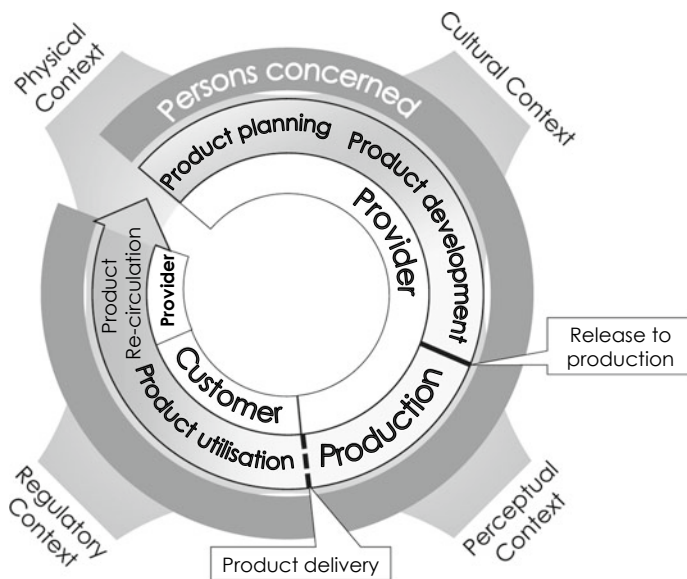 Physical
Context
Cultural Context
Persons concerned
Product planning
Product development
Provider
Provider
Product
Re-circulation
Customer
Product utilisation
Production
Release to
production
Regulatory
Context
Perceptual
Context
Product delivery